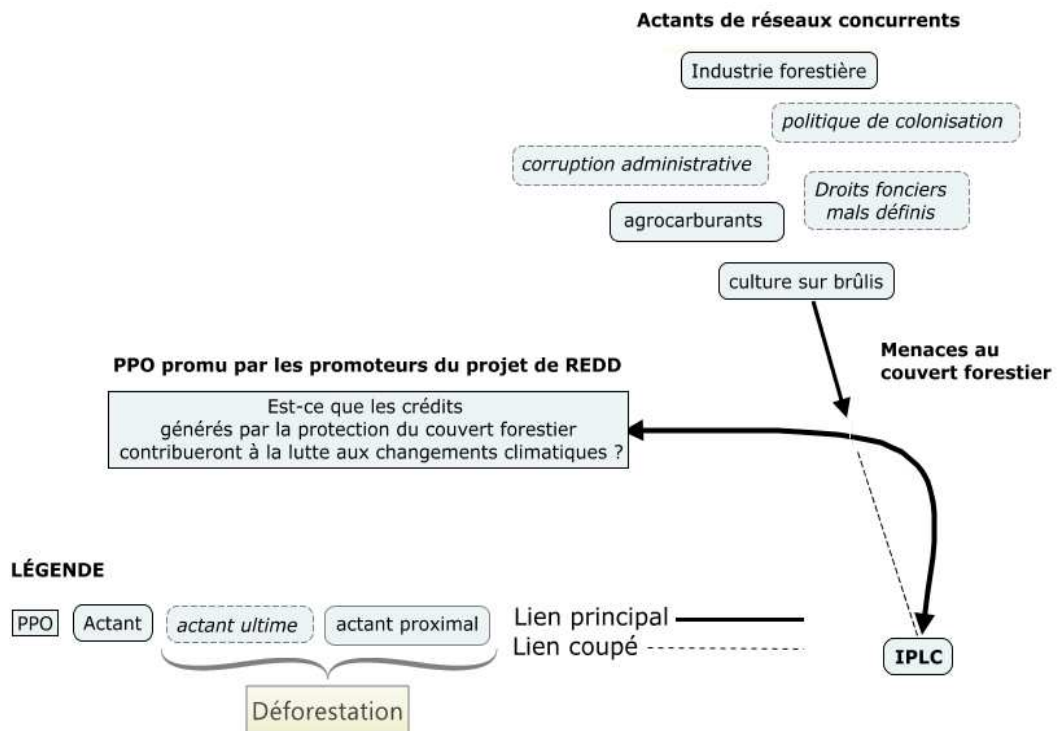 Actants de réseaux concurrents
Industrie forestière
politique de colonisation
corruption administrative
Droits fonciers
mals définis
agrocarburants
culture sur brûlis
Menaces au
couvert forestier
PPO promu par les promoteurs du projet de REDD
Est-ce que les crédits
générés par la protection du couvert forestier
contribueront à la lutte aux changements climatiques ?
LÉGENDE
PPO
Actant
actant ultime
actant proximal
Lien principal
Lien coupé
IPLC
Déforestation